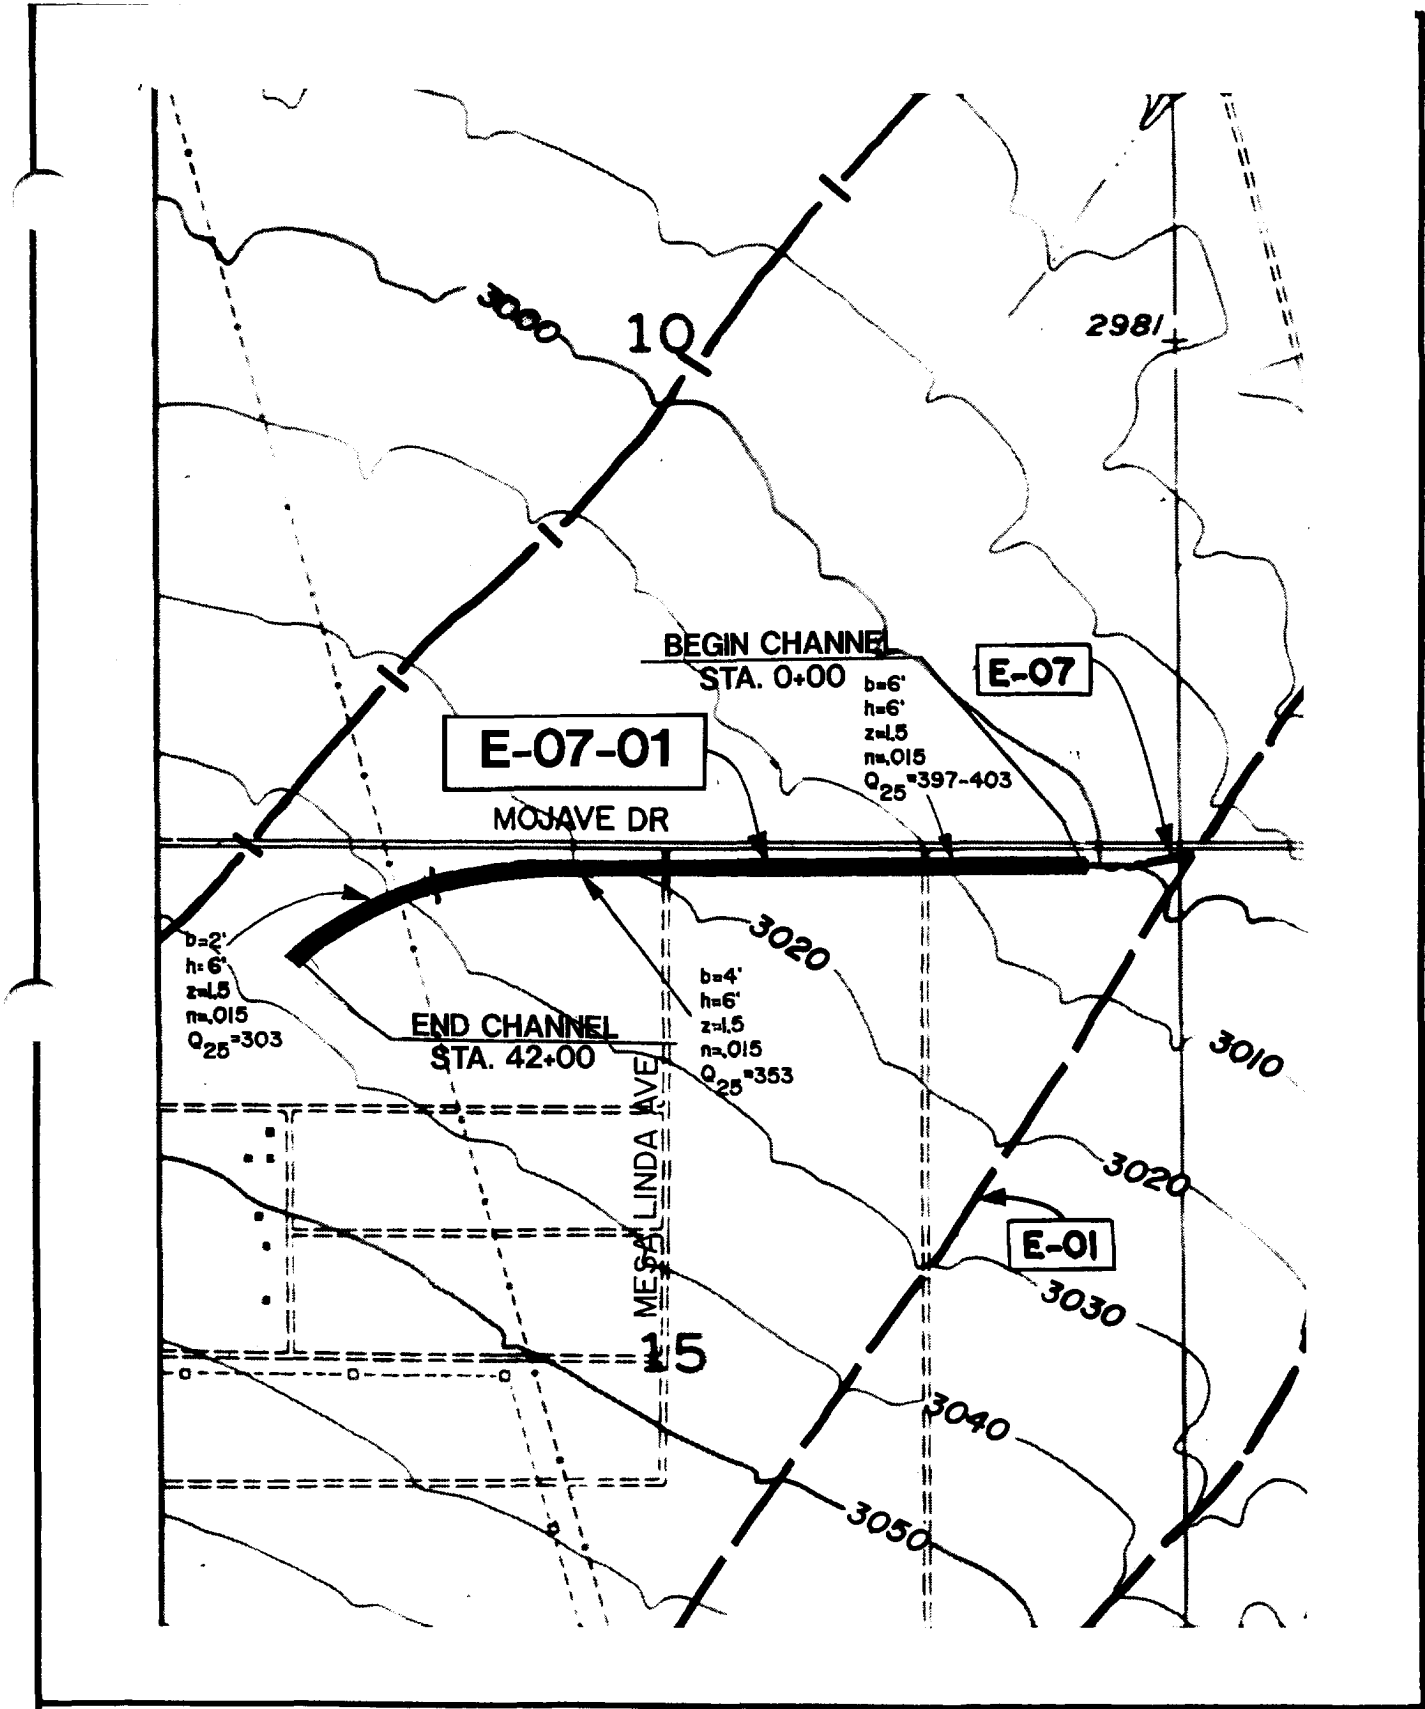 3000
10
2981
BEGIN CHANNEL
STA. 0+00
b=6'
h=6'
z=1.5
n=.015
Q25=397-403
E-07
E-07-01
MOJAVE DR
b=2'
h=6'
z=1.5
n=.015
Q25=303
END CHANNEL
STA. 42+00
b=4'
h=6'
z=1.5
n=.015
Q25=353
3020
3010
3020
MESA LINDA AVE
E-01
3030
15
3040
3050